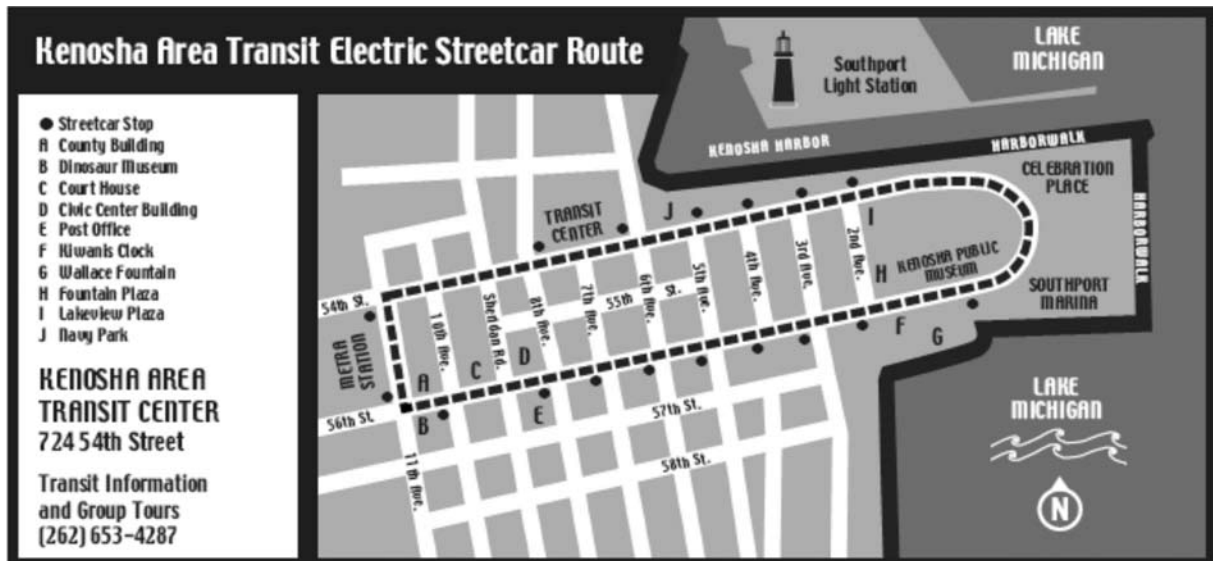 Kenosha Area Transit Electric Streetcar Route
● Streetcar Stop
A County Building
B Dinosaur Museum
C Court House
D Civic Center Building
E Post Office
F Kiwanis Clock
G Wallace Fountain
H Fountain Plaza
I Lakeview Plaza
J Navy Park
KENOSHA AREA
TRANSIT CENTER
724 54th Street
Transit Information
and Group Tours
(262) 653-4287
LAKE
MICHIGAN
Southport
Light Station
KENOSHA HARBOR
HARBORWALK
CELEBRATION
PLACE
HARBORWALK
TRANSIT
CENTER
J
I
H
KENOSHA PUBLIC
MUSEUM
SOUTHPORT
MARINA
54th St.
METRA
STATION
10th Ave.
Sheridan Rd.
8th Ave.
7th Ave.
6th Ave.
55th St.
5th Ave.
4th Ave.
3rd Ave.
2nd Ave.
A
C
D
F
G
B
E
56th St.
57th St.
58th St.
11th Ave.
LAKE
MICHIGAN
N